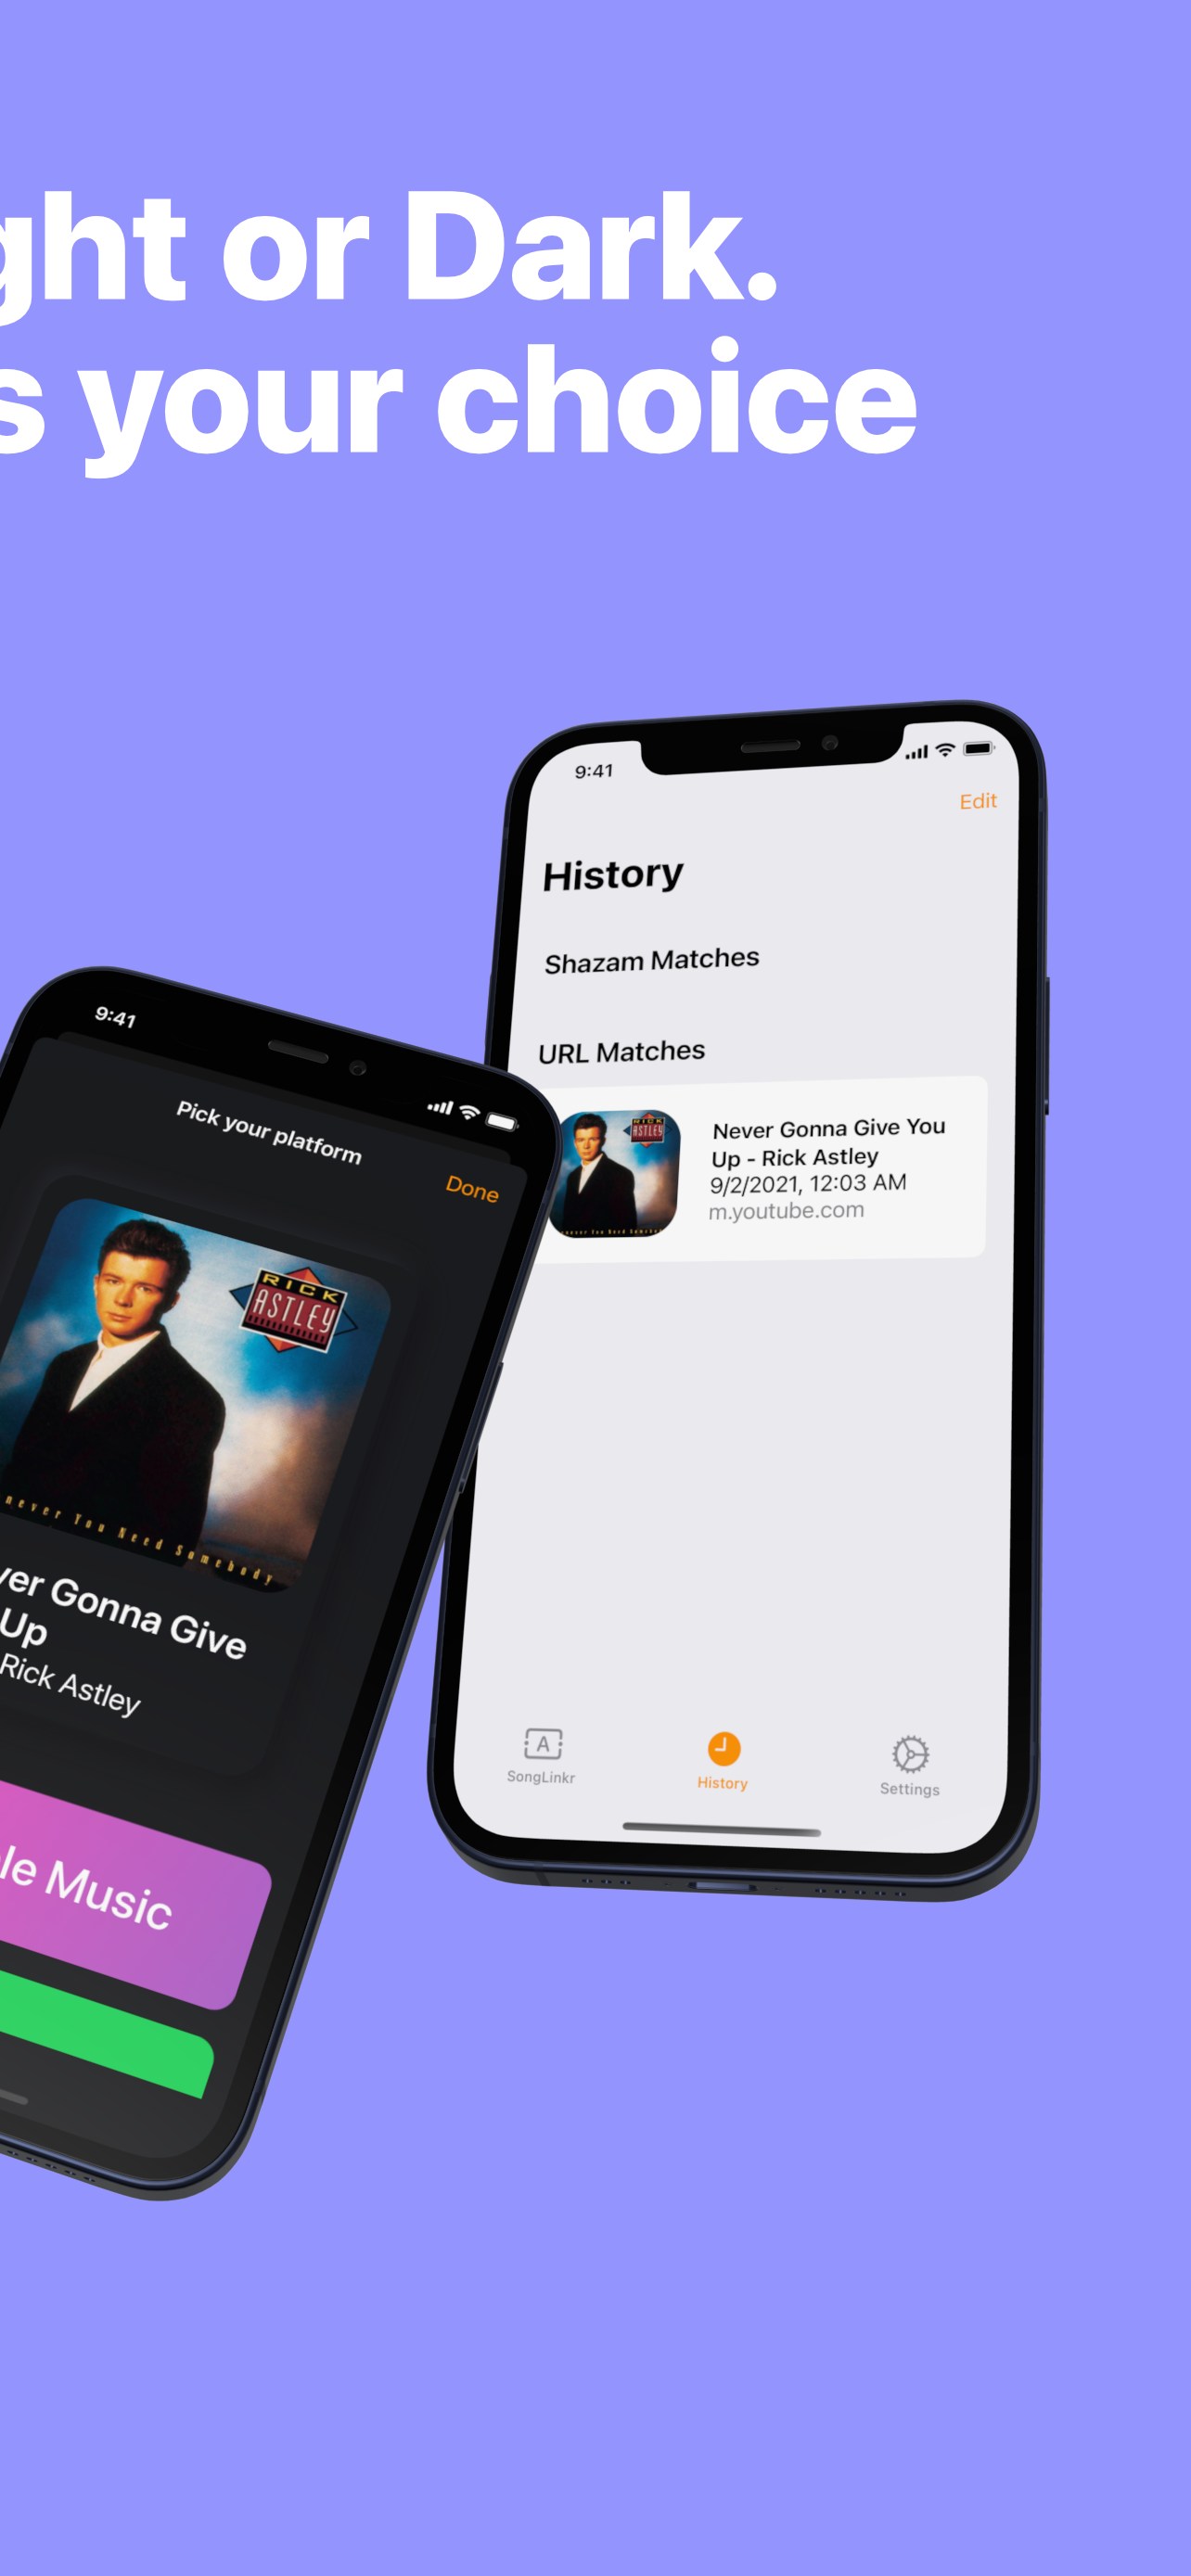 ght or Dark.
s your choice
9:41
Edit
History
Shazam Matches
URL Matches
RICK
ASTLEY
Never Gonna Give You
Up - Rick Astley
9/2/2021, 12:03 AM
m.youtube.com
SongLinkr
History
Settings
9:41
Pick your platform
Done
RICK
ASTLEY
never You Need Somebody
ver Gonna Give
Up
Rick Astley
le Music